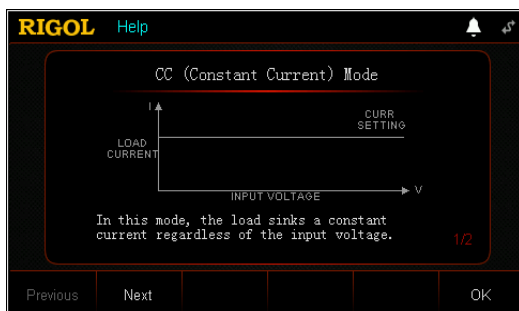 RIGOL Help
CC (Constant Current) Mode
I
CURR
SETTING
LOAD
CURRENT
INPUT VOLTAGE
V
In this mode, the load sinks a constant
current regardless of the input voltage.
1/2
Previous Next OK